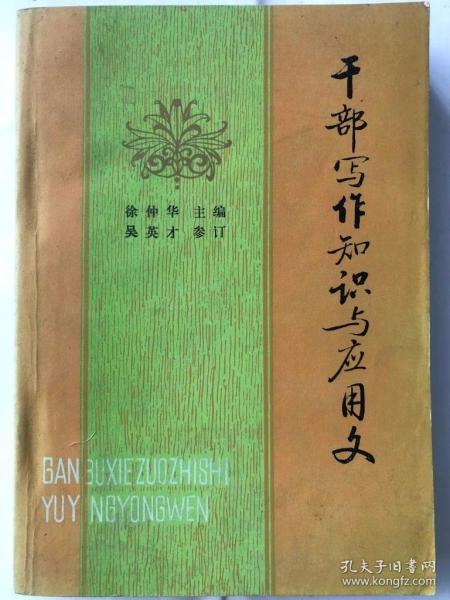 干部写作知识与应用文
徐仲华 主编
吴英才 参订
GANBUXIEZUOZHISHI
YUYINGYONGWEN
孔夫子旧书网
www.kongfz.com